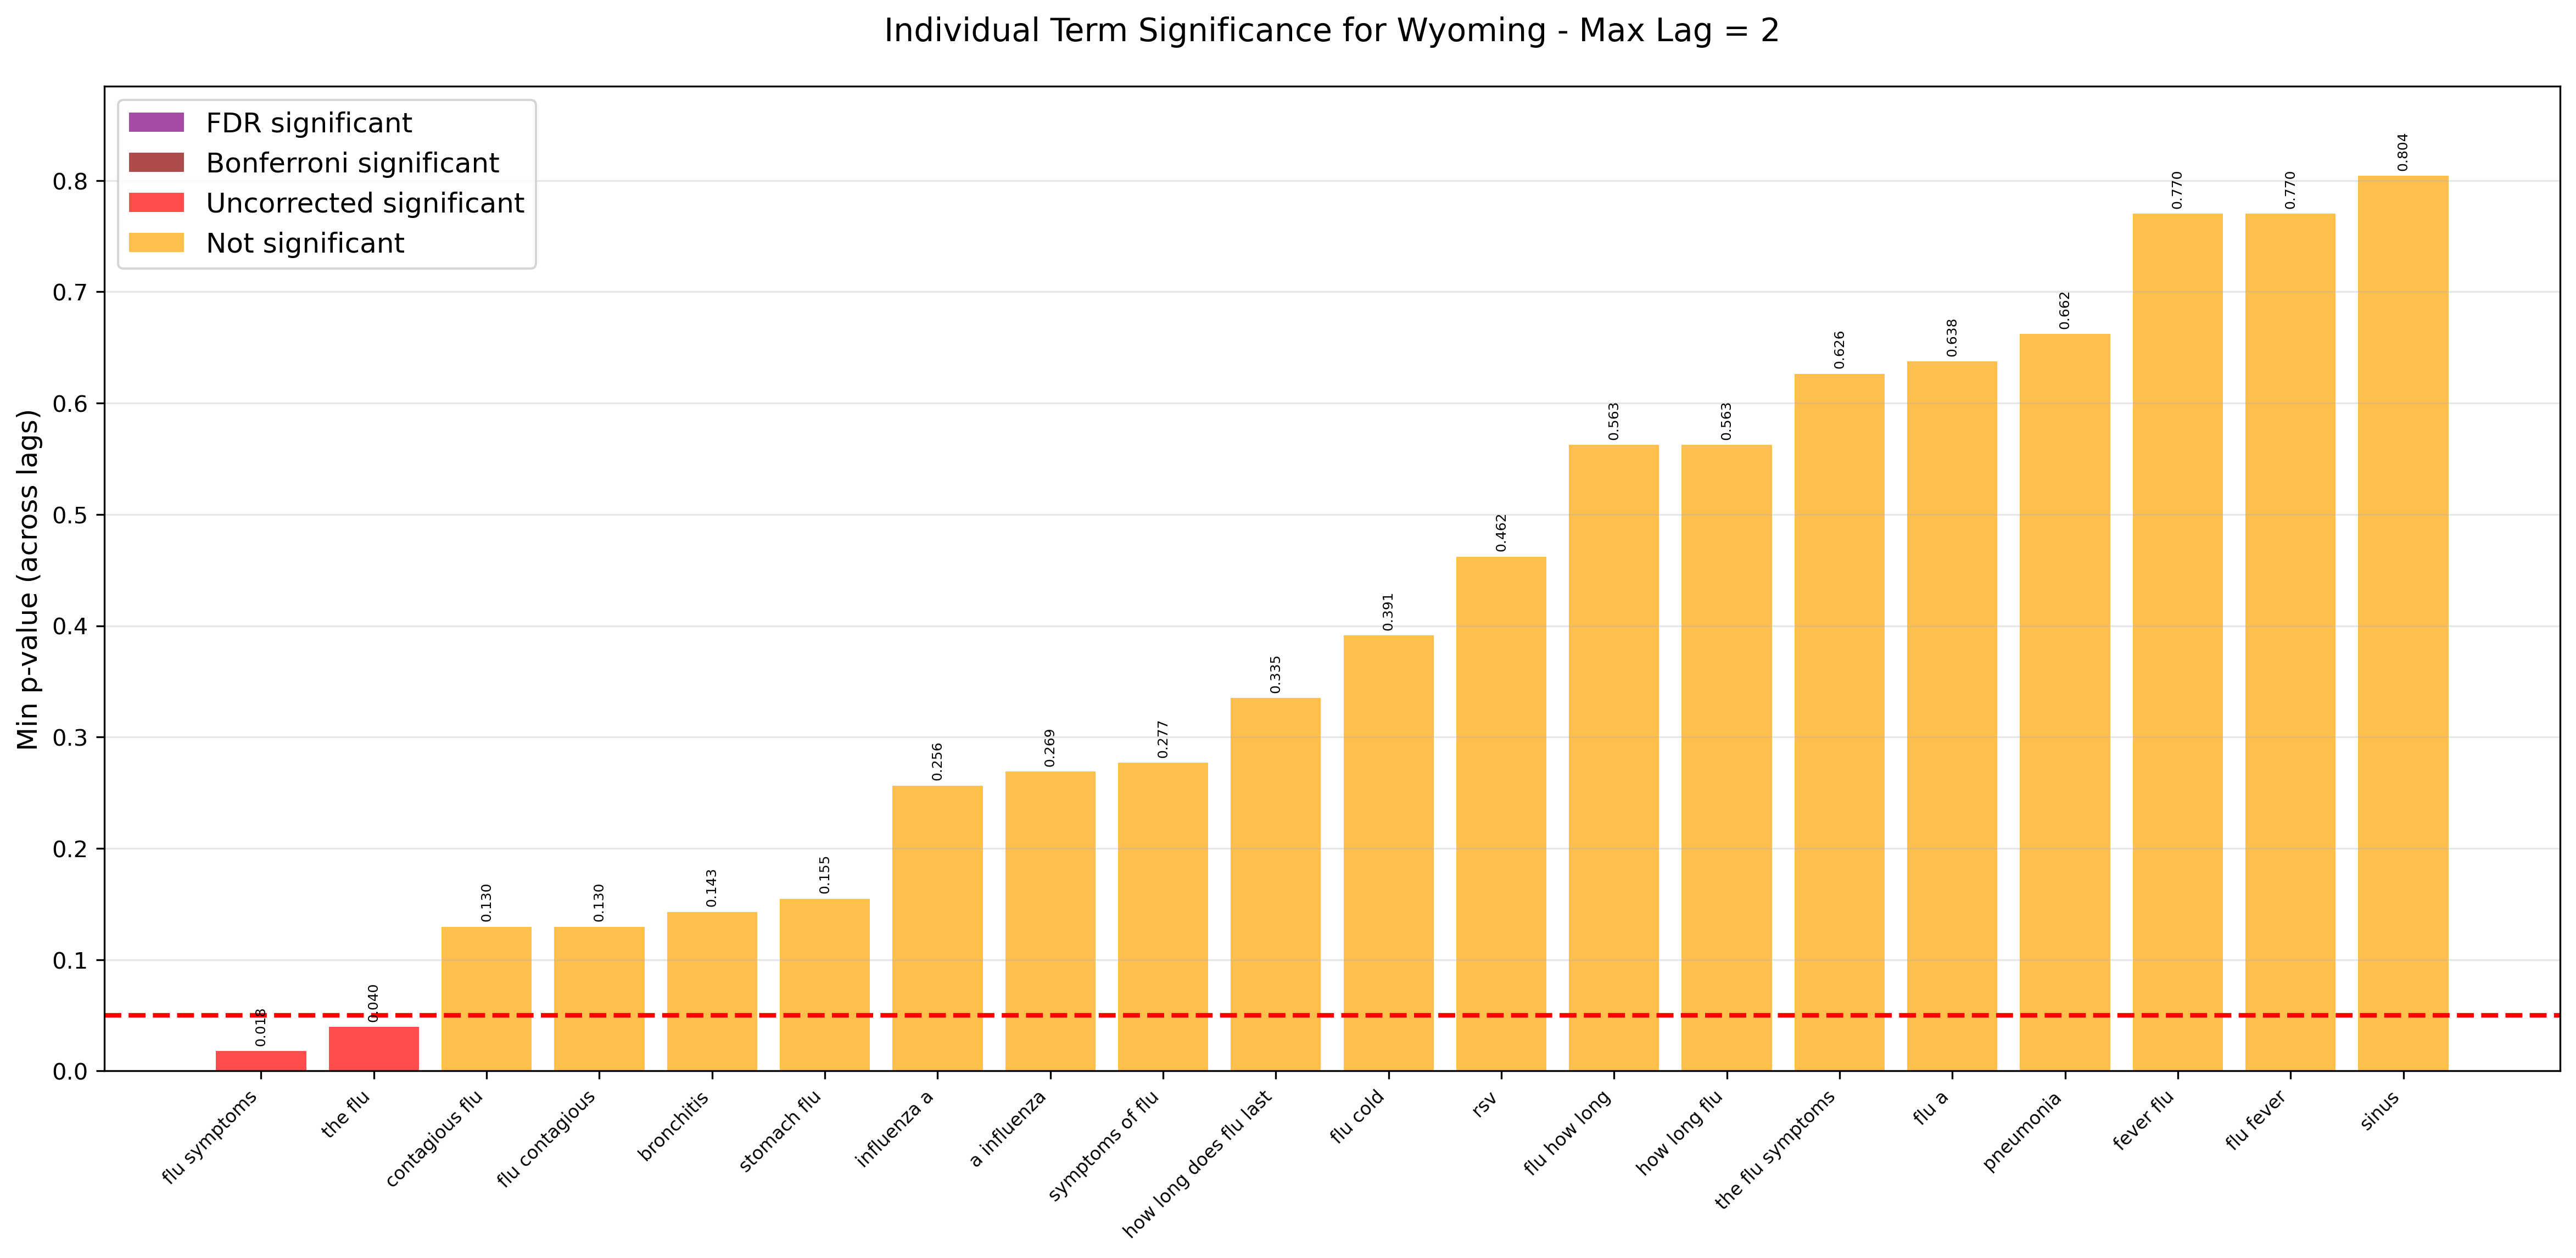 Individual Term Significance for Wyoming - Max Lag = 2
FDR significant
Bonferroni significant
Uncorrected significant
Not significant
Min p-value (across lags)
0.8
0.7
0.6
0.5
0.4
0.3
0.2
0.1
0.0
0.018
0.040
0.130
0.130
0.143
0.155
0.256
0.269
0.277
0.335
0.391
0.462
0.563
0.563
0.626
0.638
0.662
0.770
0.770
0.804
flu symptoms
the flu
contagious flu
flu contagious
bronchitis
stomach flu
influenza a
a influenza
symptoms of flu
how long does flu last
flu cold
rsv
flu how long
how long flu
the flu symptoms
flu a
pneumonia
fever flu
flu fever
sinus